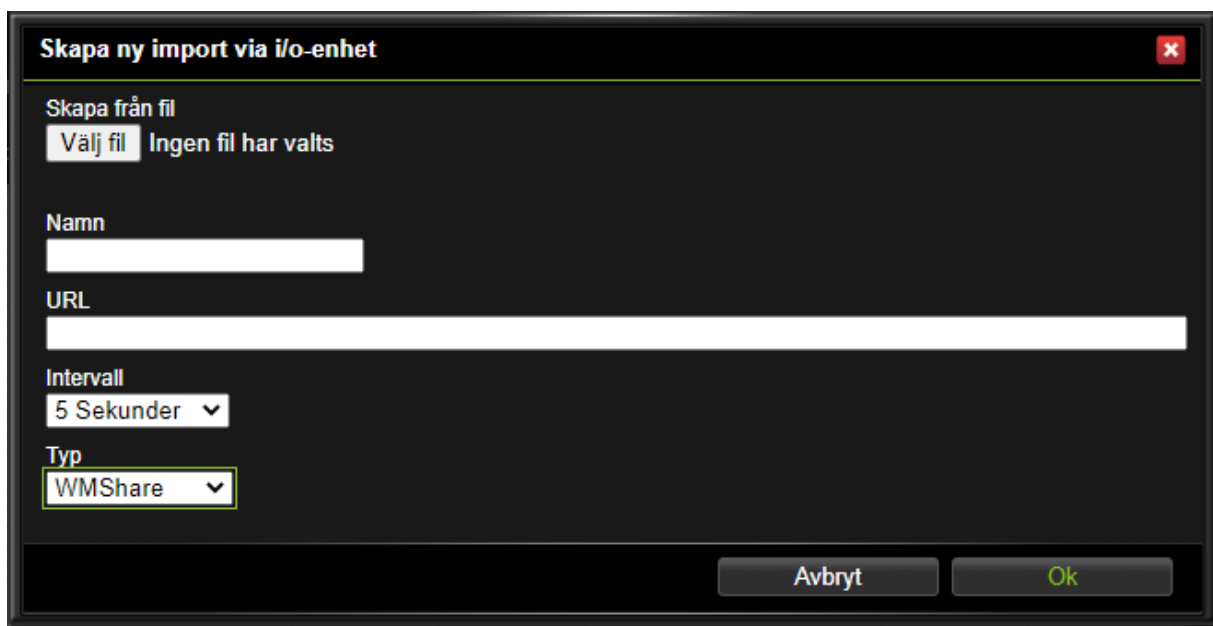 Skapa ny import via i/o-enhet
Skapa från fil
Välj fil Ingen fil har valts
Namn
URL
Intervall
5 Sekunder
Typ
WMShare
Avbryt Ok